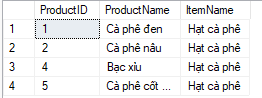 ProductID ProductName ItemName
1 1 Cà phê đen Hạt cà phê
2 2 Cà phê nâu Hạt cà phê
3 4 Bạc xỉu Hạt cà phê
4 5 Cà phê cốt ... Hạt cà phê